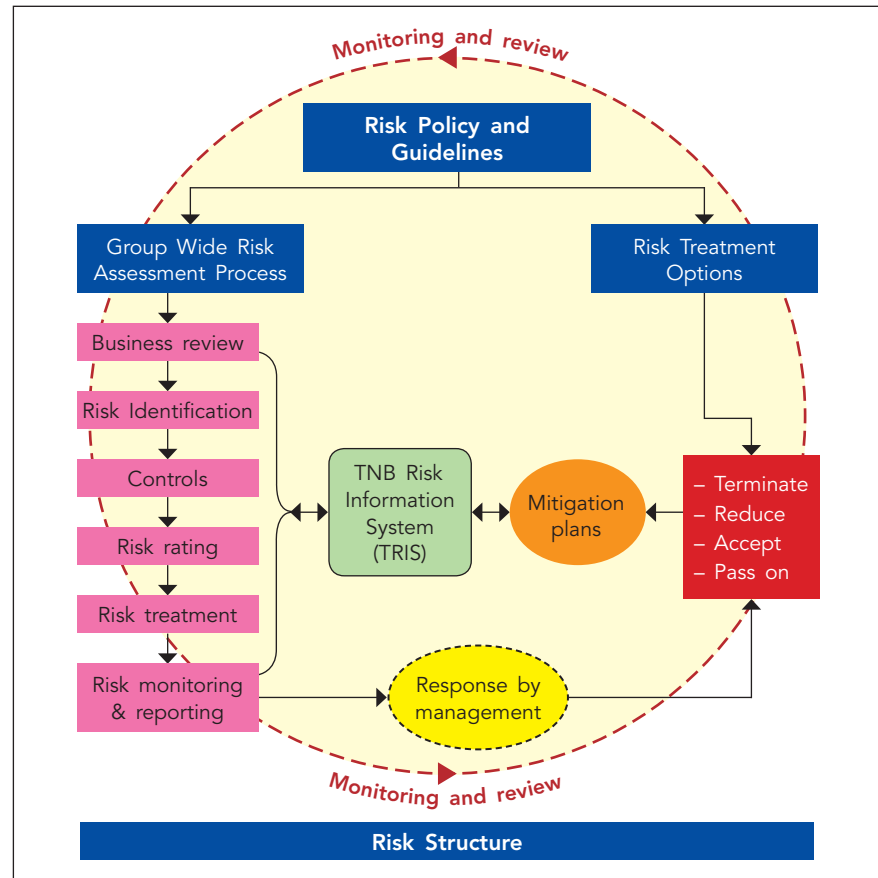 Monitoring and review
Risk Policy and
Guidelines
Group Wide Risk
Assessment Process
Risk Treatment
Options
Business review
Risk Identification
Controls
Risk rating
Risk treatment
Risk monitoring
& reporting
TNB Risk
Information
System
(TRIS)
Mitigation
plans
– Terminate
– Reduce
– Accept
– Pass on
Response by
management
Monitoring and review
Risk Structure